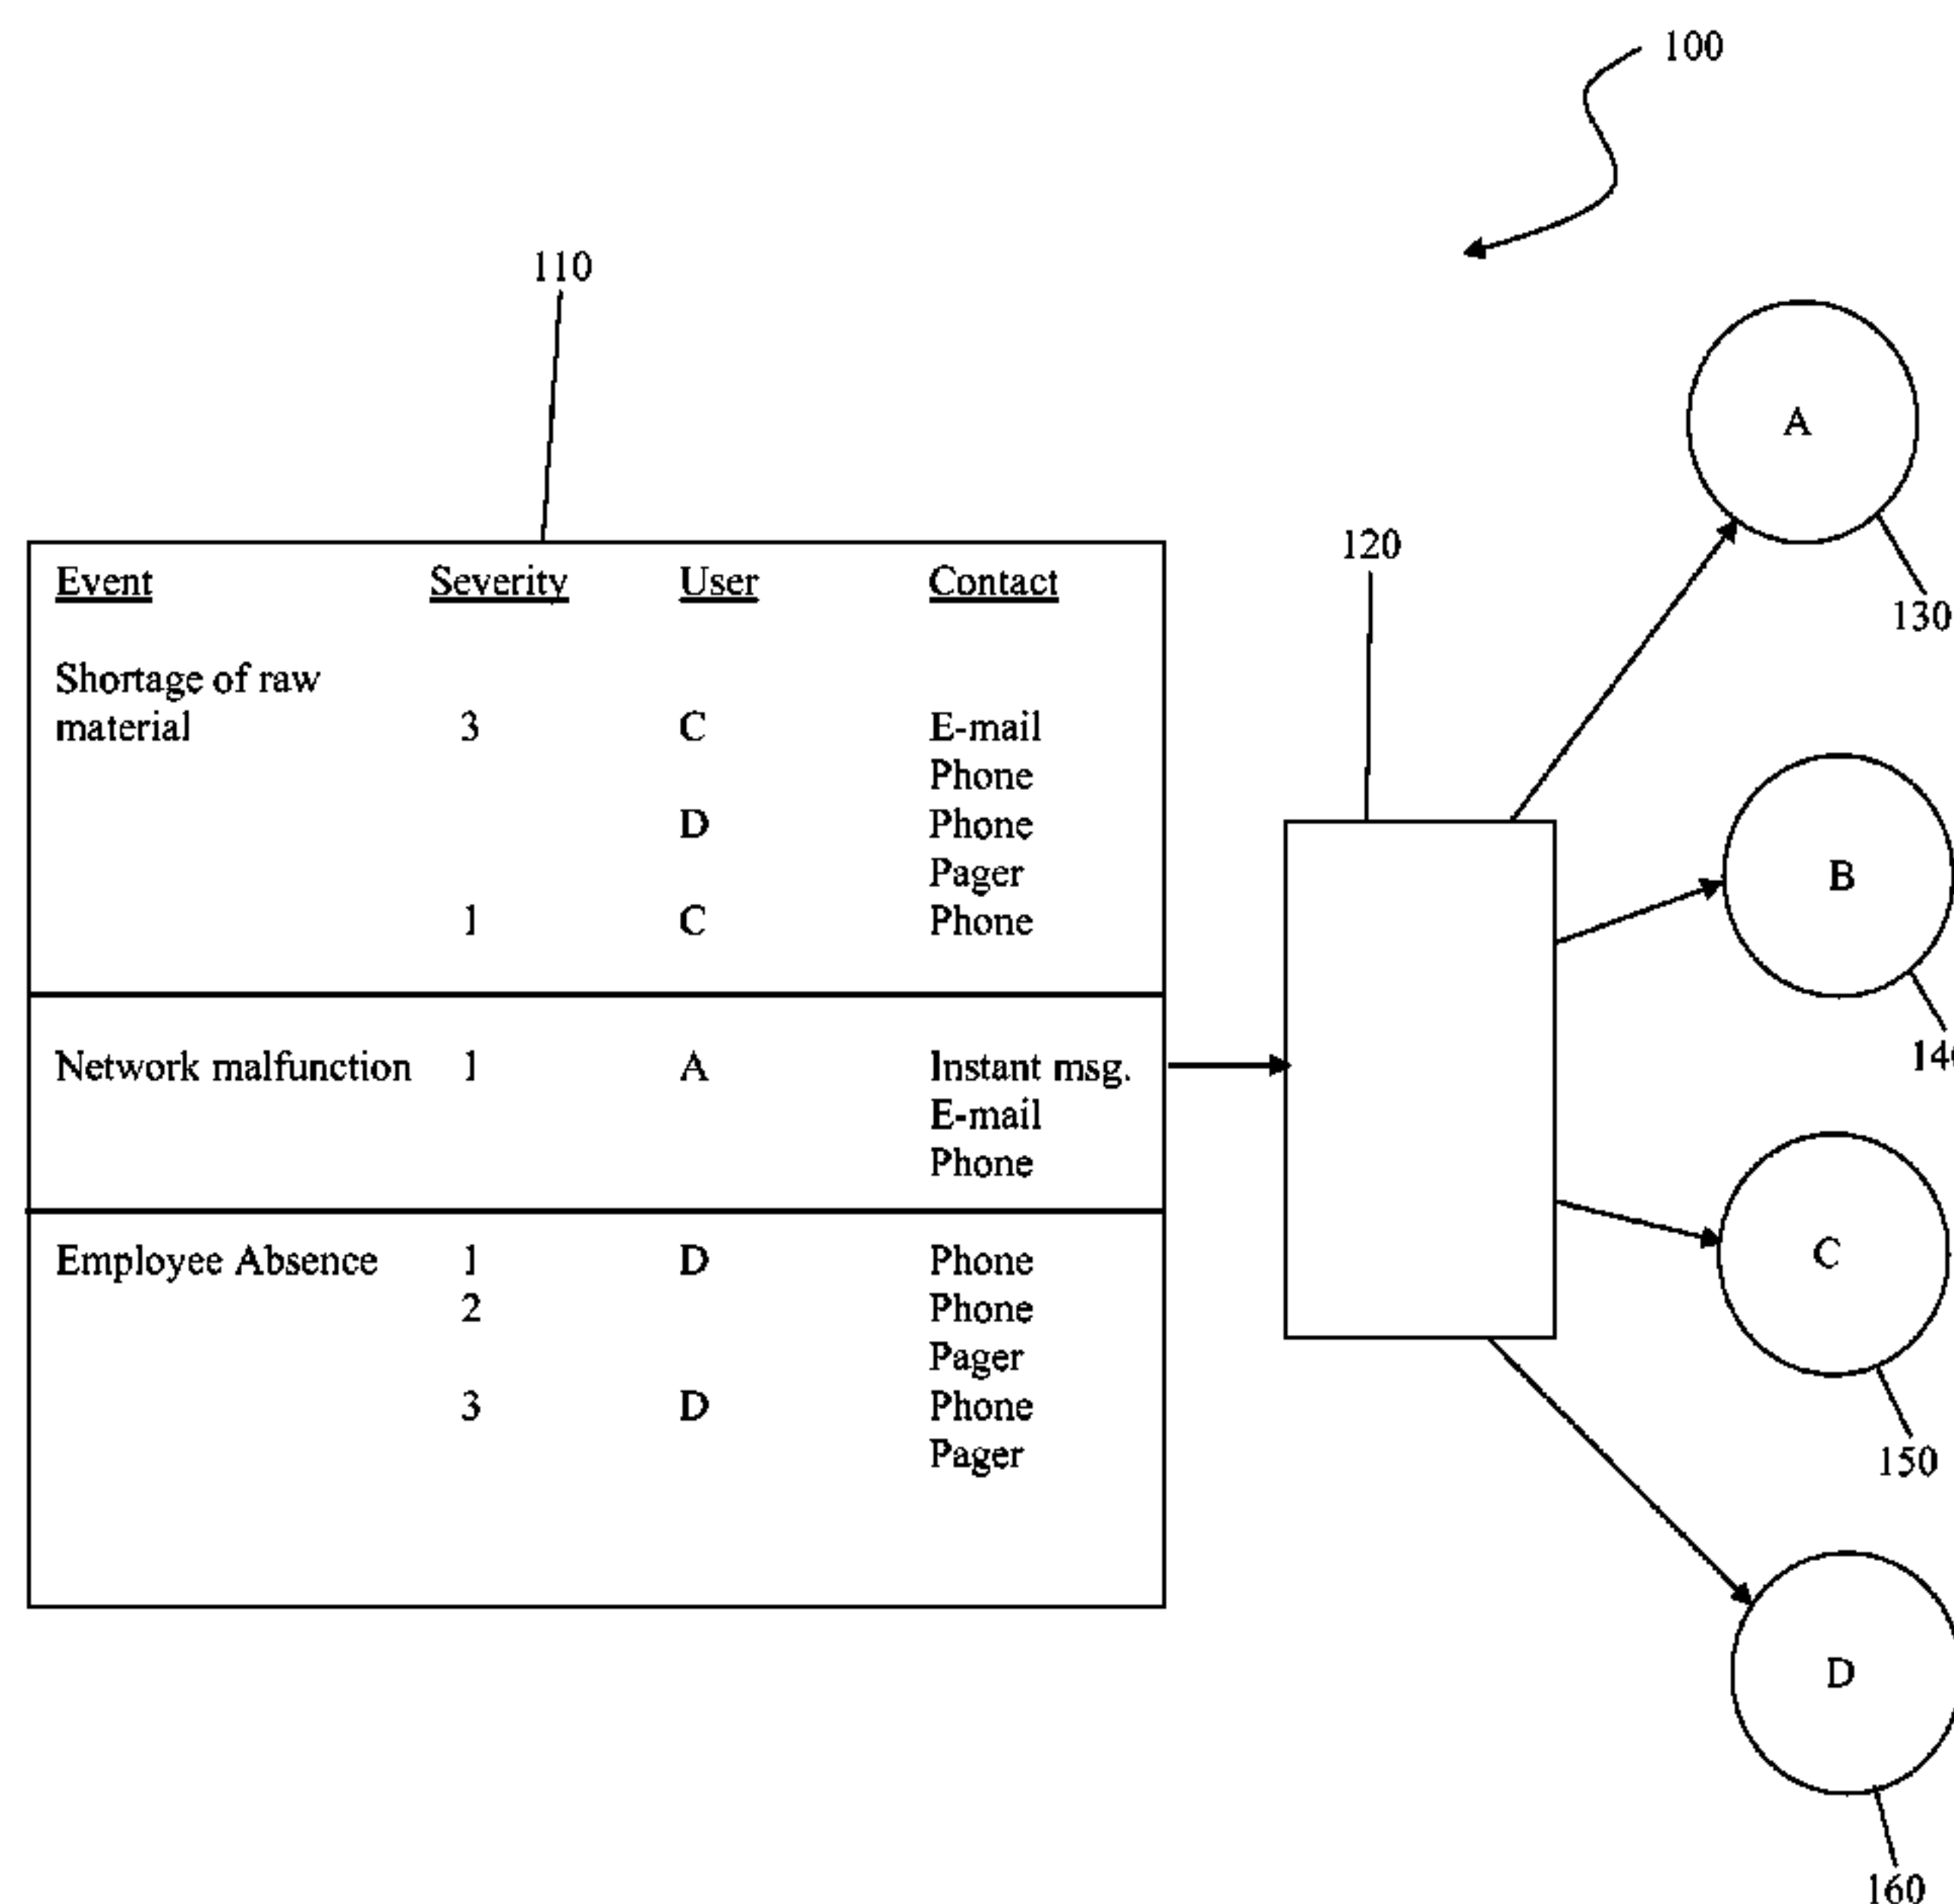 100
110
Event Severity User Contact
Shortage of raw
material 3 C E-mail
Phone
D Phone
Pager
1 C Phone
Network malfunction 1 A Instant msg.
E-mail
Phone
Employee Absence 1 D Phone
2 Phone
Pager
3 D Phone
Pager
120
A
130
B
C
150
D
160